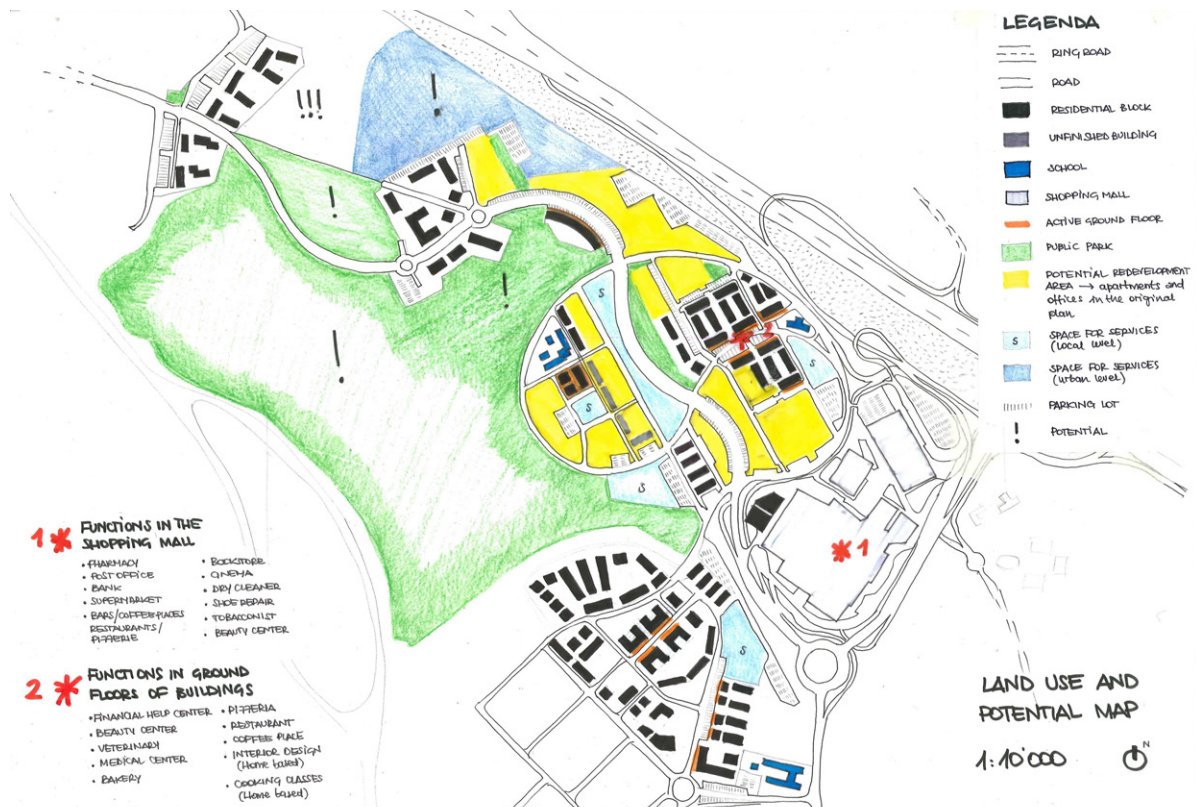 LEGENDA
RING ROAD
ROAD
RESIDENTIAL BLOCK
UNFINISHED BUILDING
SCHOOL
SHOPPING MALL
ACTIVE GROUND FLOOR
PUBLIC PARK
POTENTIAL REDEVELOPMENT
AREA → apartments and
offices in the original
plan
S
SPACE FOR SERVICES
(local level)
SPACE FOR SERVICES
(urban level)
PARKING LOT
!
POTENTIAL
!!!
!
!
!
!
S
S
S
S
S
2
1
1 * FUNCTIONS IN THE
SHOPPING MALL
• PHARMACY
• POST OFFICE
• BANK
• SUPERMARKET
• BARS/COFFEEPLACES
RESTAURANTS/
PIZZERIE
• BOOKSTORE
• CINEMA
• DRY CLEANER
• SHOE REPAIR
• TOBACCONIST
• BEAUTY CENTER
2 * FUNCTIONS IN GROUND
FLOORS OF BUILDINGS
• FINANCIAL HELP CENTER
• BEAUTY CENTER
• VETERINARY
• MEDICAL CENTER
• BAKERY
• PIZZERIA
• RESTAURANT
• COFFEE PLACE
• INTERIOR DESIGN
(Home based)
• COOKING CLASSES
(Home based)
LAND USE AND
POTENTIAL MAP
1:10'000
N